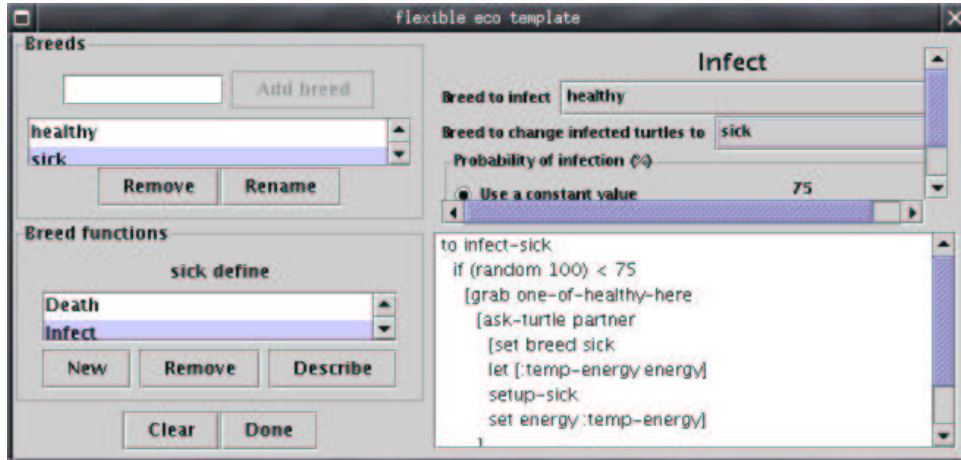 flexible eco template
Breeds
Add breed
healthy
sick
Remove
Rename
Breed functions
sick define
Death
Infect
New
Remove
Describe
Clear
Done
Infect
Breed to infect healthy
Breed to change infected turtles to sick
Probability of infection (%)
Use a constant value 75
to infect-sick
if (random 100) < 75
[grab one-of-healthy-here
[ask-turtle partner
[set breed sick
let [:temp-energy energy]
setup-sick
set energy :temp-energy]
]